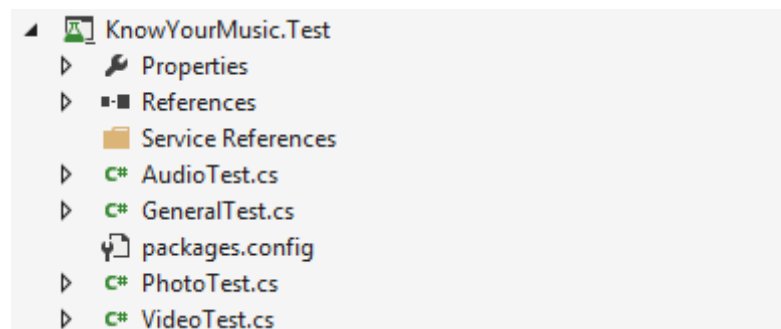 KnowYourMusic.Test
Properties
References
Service References
C# AudioTest.cs
C# GeneralTest.cs
packages.config
C# PhotoTest.cs
C# VideoTest.cs